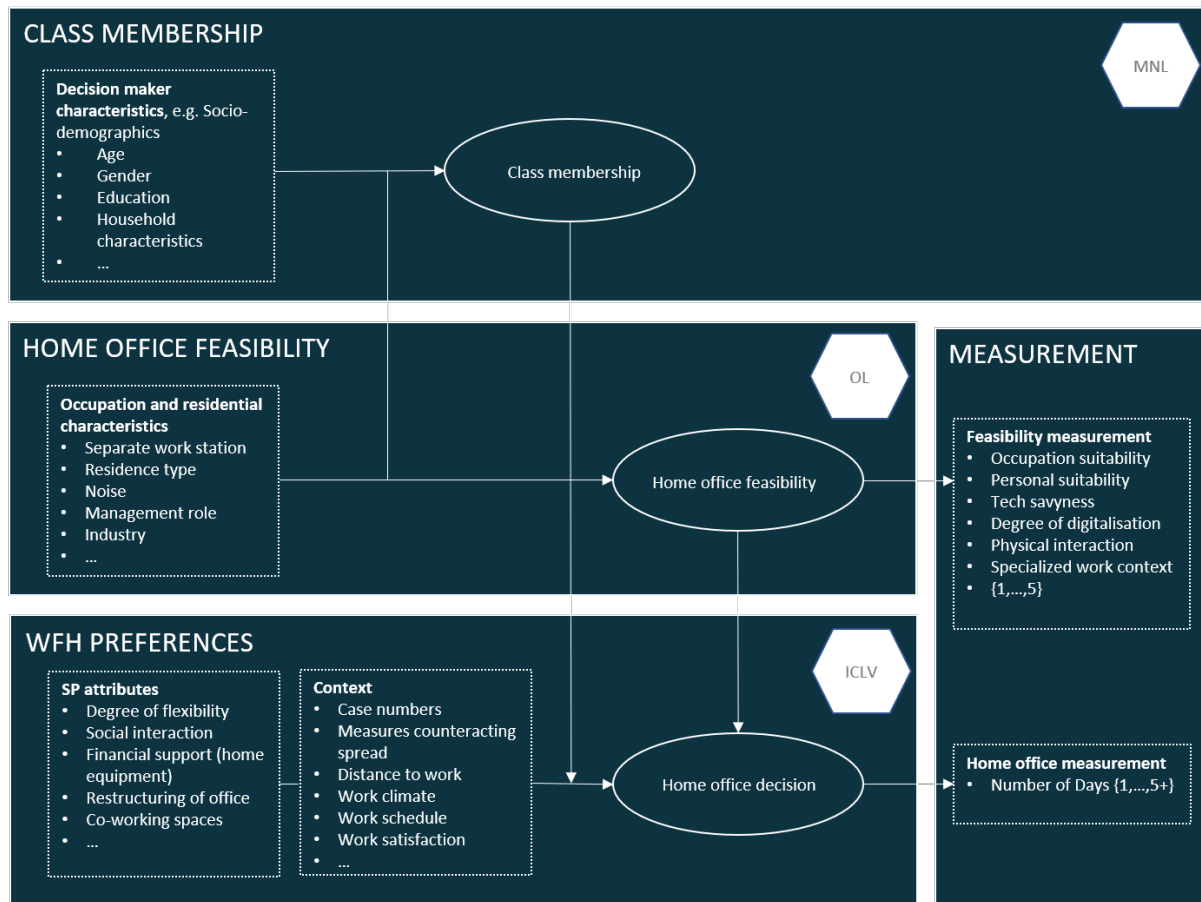 CLASS MEMBERSHIP
MNL
Decision maker
characteristics, e.g. Socio-
demographics
• Age
• Gender
• Education
• Household
characteristics
• ...
Class membership
HOME OFFICE FEASIBILITY
OL
Occupation and residential
characteristics
• Separate work station
• Residence type
• Noise
• Management role
• Industry
• ...
Home office feasibility
MEASUREMENT
Feasibility measurement
• Occupation suitability
• Personal suitability
• Tech savyness
• Degree of digitalisation
• Physical interaction
• Specialized work context
• {1,...,5}
WFH PREFERENCES
ICLV
SP attributes
• Degree of flexibility
• Social interaction
• Financial support (home
equipment)
• Restructuring of office
• Co-working spaces
• ...
Context
• Case numbers
• Measures counteracting
spread
• Distance to work
• Work climate
• Work schedule
• Work satisfaction
• ...
Home office decision
Home office measurement
• Number of Days {1,...,5+}